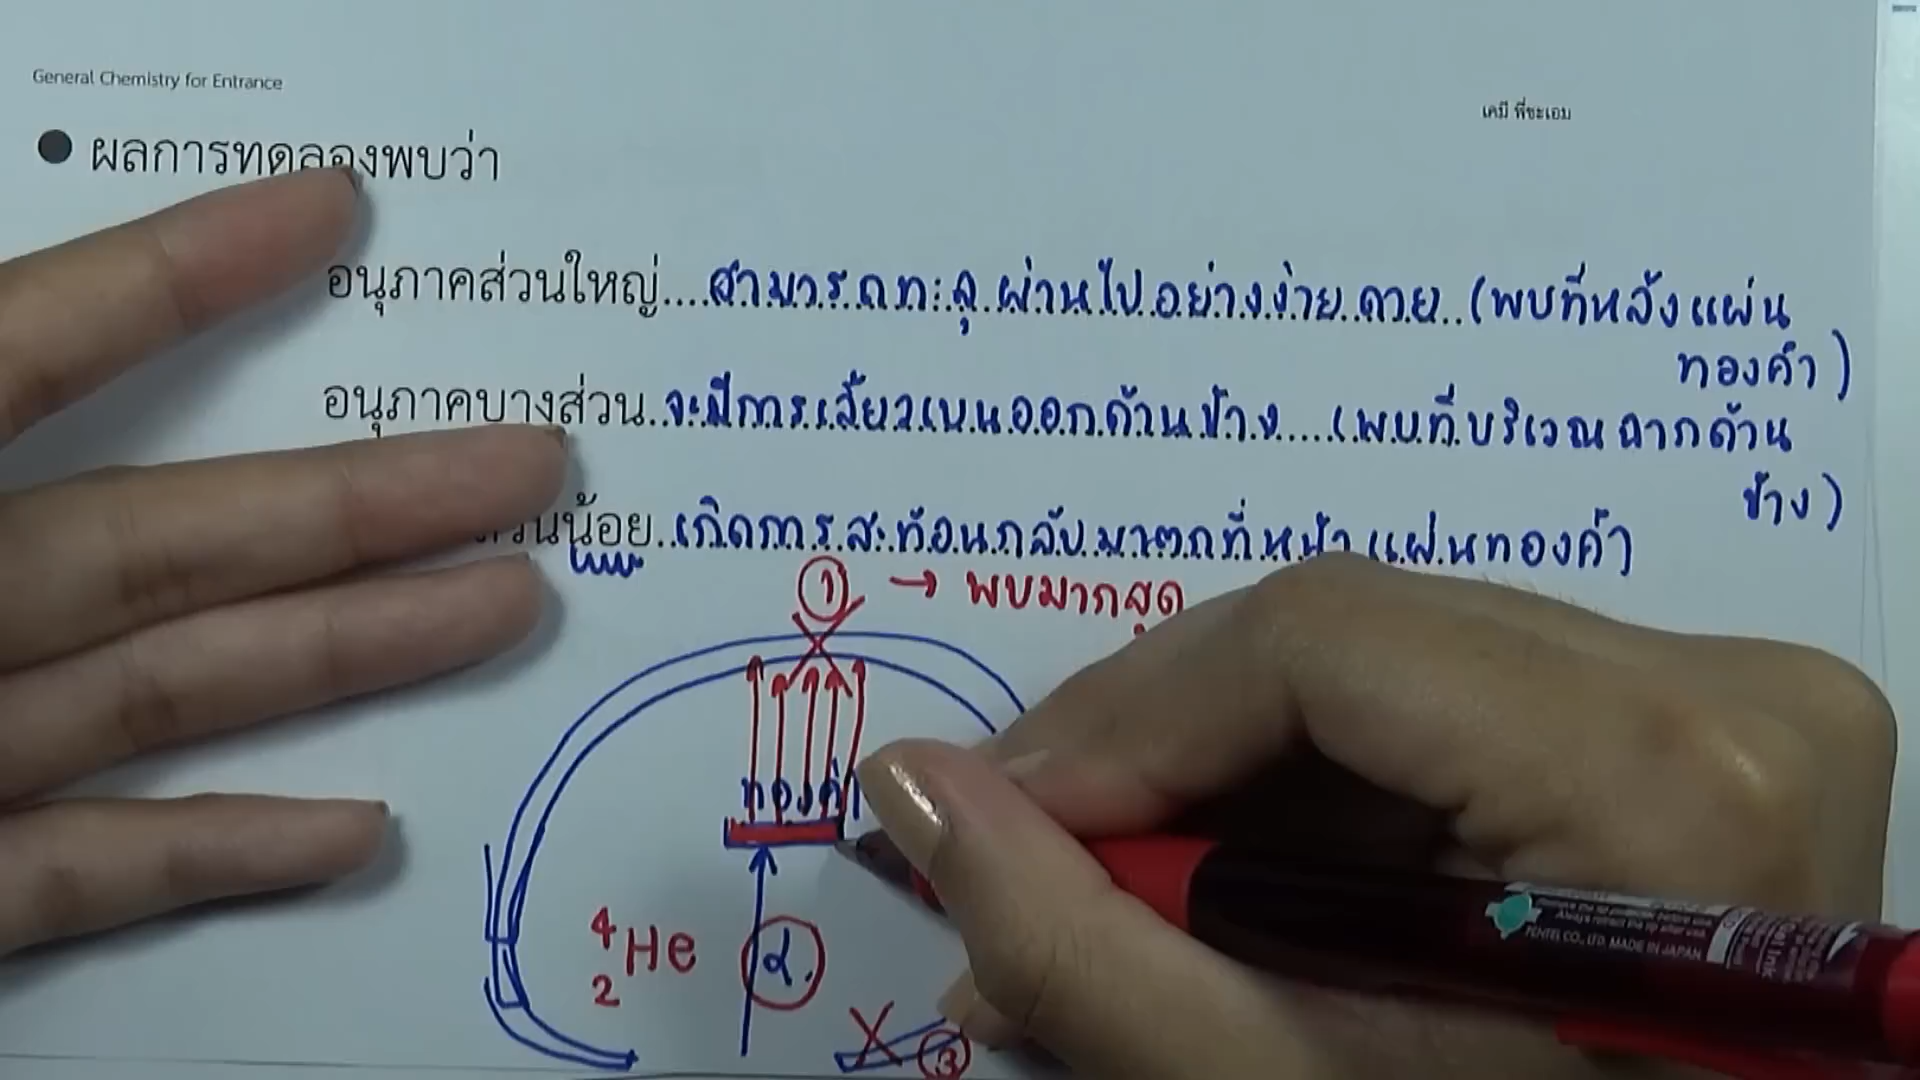 General Chemistry for Entrance
เคมี พี่ชะเอม
● ผลการทดลองพบว่า
อนุภาคส่วนใหญ่....สามารถทะลุผ่านไปอย่างง่ายดาย..(พบที่หลังแผ่น
ทองคำ)
อนุภาคบางส่วน..จะมีการเลี้ยวเบนออกด้านข้าง....(พบที่บริเวณฉากด้าน
ข้าง)
ส่วนน้อย..เกิดการสะท้อนกลับมาตกที่หน้าแผ่นทองคำ
① → พบมากสุด
ทองคำ
⁴₂He α
X ③
PENTEL CO., LTD. MADE IN JAPAN